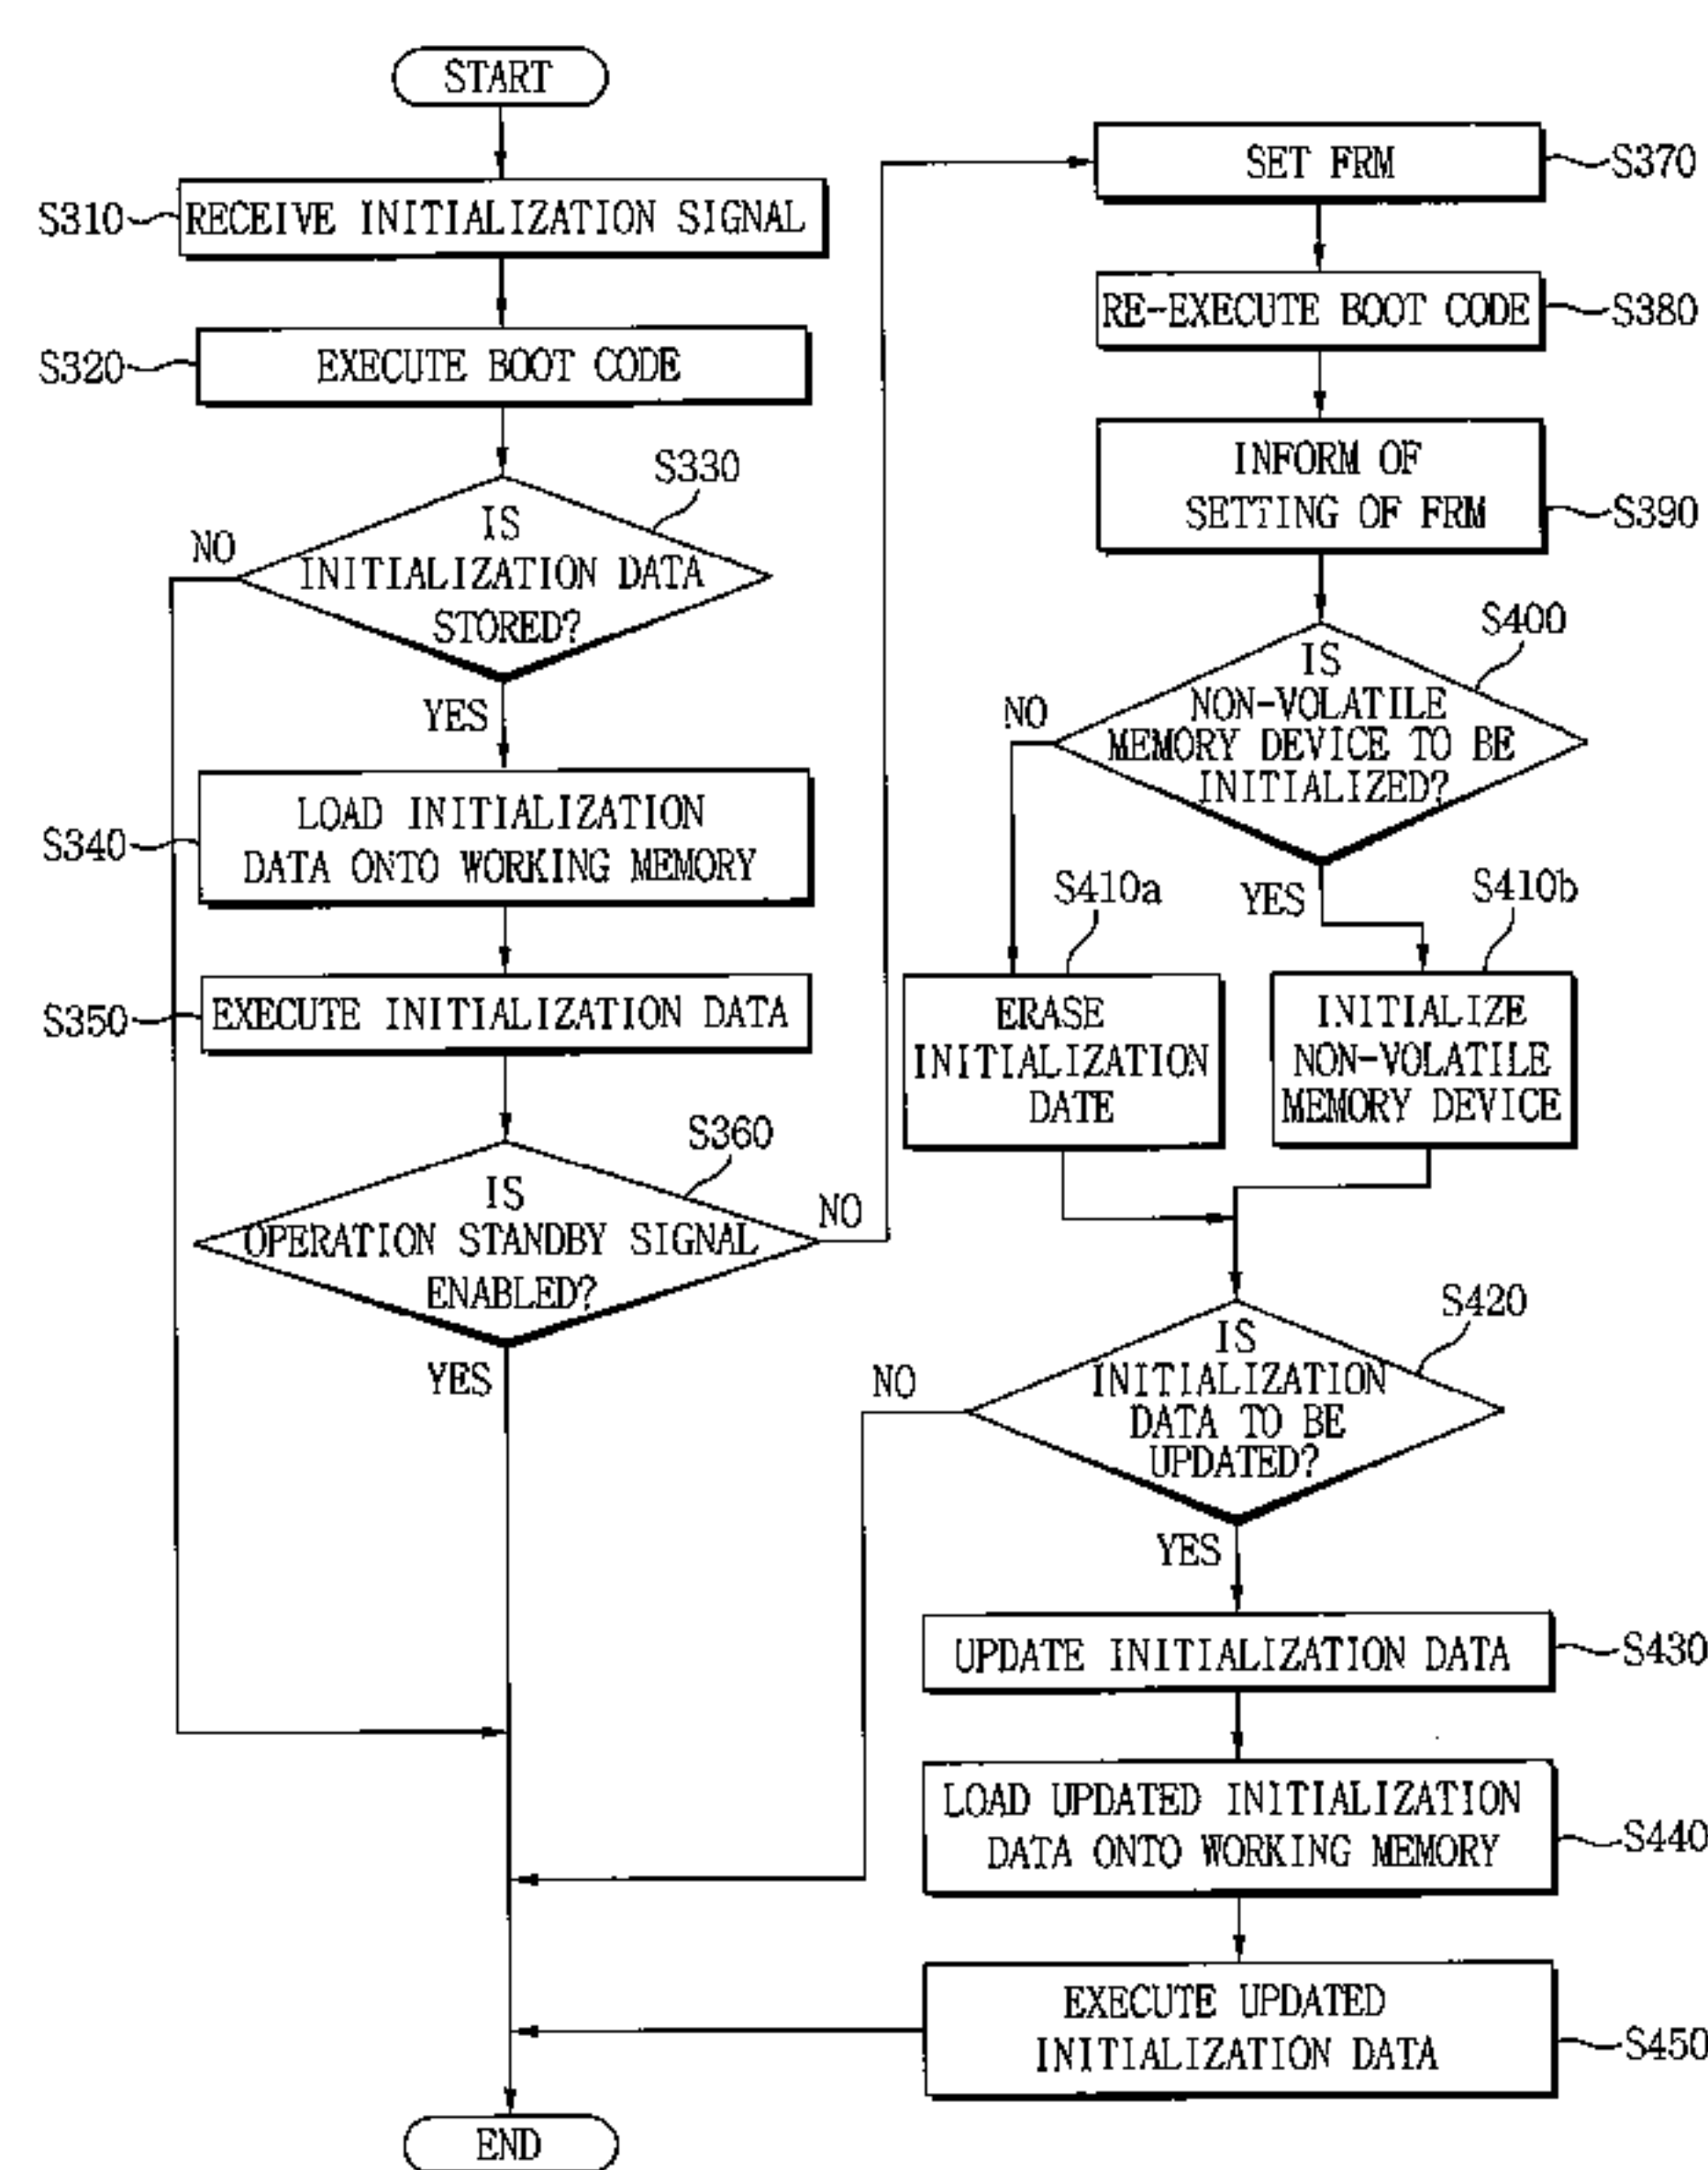 START
S310
RECEIVE INITIALIZATION SIGNAL
S320
EXECUTE BOOT CODE
S330
IS
INITIALIZATION DATA
STORED?
NO
YES
S340
LOAD INITIALIZATION
DATA ONTO WORKING MEMORY
S350
EXECUTE INITIALIZATION DATA
S360
IS
OPERATION STANDBY SIGNAL
ENABLED?
NO
YES
SET FRM
S370
RE-EXECUTE BOOT CODE
S380
INFORM OF
SETTING OF FRM
S390
S400
IS
NON-VOLATILE
MEMORY DEVICE TO BE
INITIALIZED?
NO
YES
S410a
ERASE
INITIALIZATION
DATE
S410b
INITIALIZE
NON-VOLATILE
MEMORY DEVICE
S420
IS
INITIALIZATION
DATA TO BE
UPDATED?
NO
YES
UPDATE INITIALIZATION DATA
S430
LOAD UPDATED INITIALIZATION
DATA ONTO WORKING MEMORY
S440
EXECUTE UPDATED
INITIALIZATION DATA
S450
END